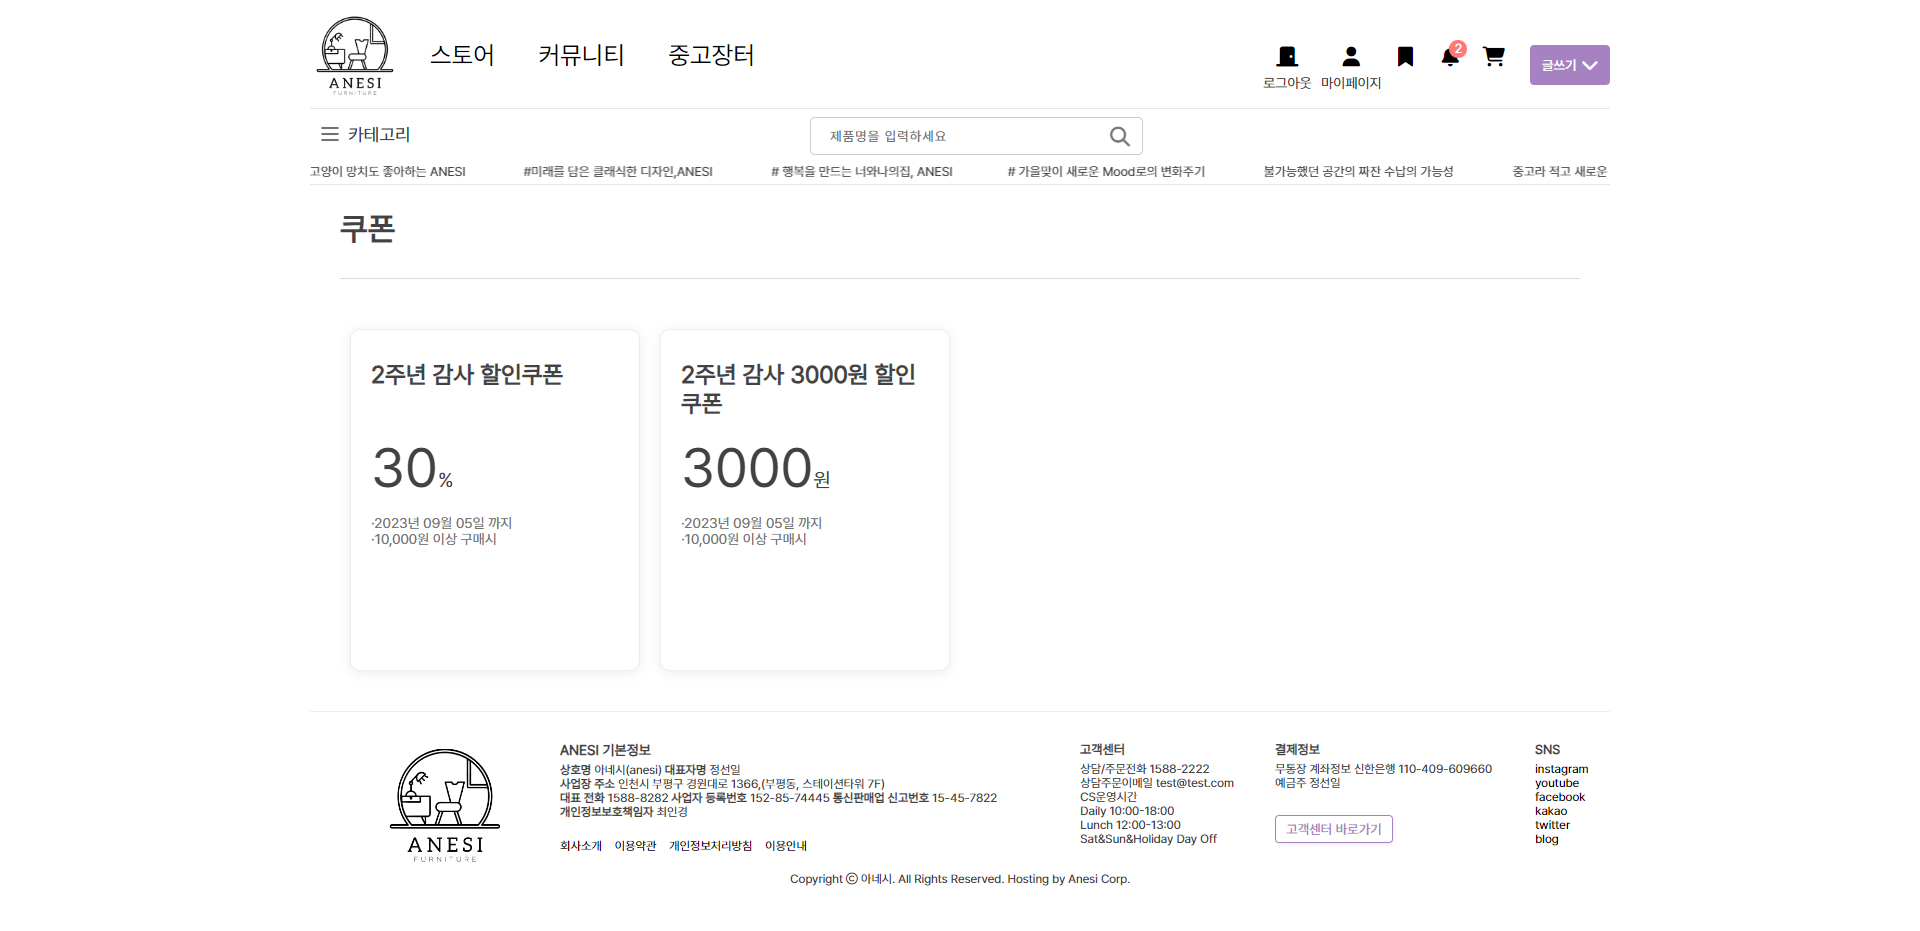 ANESI
FURNITURE
스토어
커뮤니티
중고장터
로그아웃
마이페이지
2
글쓰기
카테고리
제품명을 입력하세요
고양이 망치도 좋아하는 ANESI
#미래를 담은 클래식한 디자인,ANESI
# 행복을 만드는 너와나의집, ANESI
# 가을맞이 새로운 Mood로의 변화주기
불가능했던 공간의 짜잔 수납의 가능성
중고라 적고 새로운
쿠폰
2주년 감사 할인쿠폰
30%
·2023년 09월 05일 까지
·10,000원 이상 구매시
2주년 감사 3000원 할인
쿠폰
3000원
·2023년 09월 05일 까지
·10,000원 이상 구매시
ANESI
FURNITURE
ANESI 기본정보
상호명 아네시(anesi) 대표자명 정선일
사업장 주소 인천시 부평구 경원대로 1366,(부평동, 스테이션타워 7F)
대표 전화 1588-8282 사업자 등록번호 152-85-74445 통신판매업 신고번호 15-45-7822
개인정보보호책임자 최인경
회사소개 이용약관 개인정보처리방침 이용안내
고객센터
상담/주문전화 1588-2222
상담주문이메일 test@test.com
CS운영시간
Daily 10:00-18:00
Lunch 12:00-13:00
Sat&Sun&Holiday Day Off
결제정보
무통장 계좌정보 신한은행 110-409-609660
예금주 정선일
고객센터 바로가기
SNS
instagram
youtube
facebook
kakao
twitter
blog
Copyright ⓒ 아네시. All Rights Reserved. Hosting by Anesi Corp.